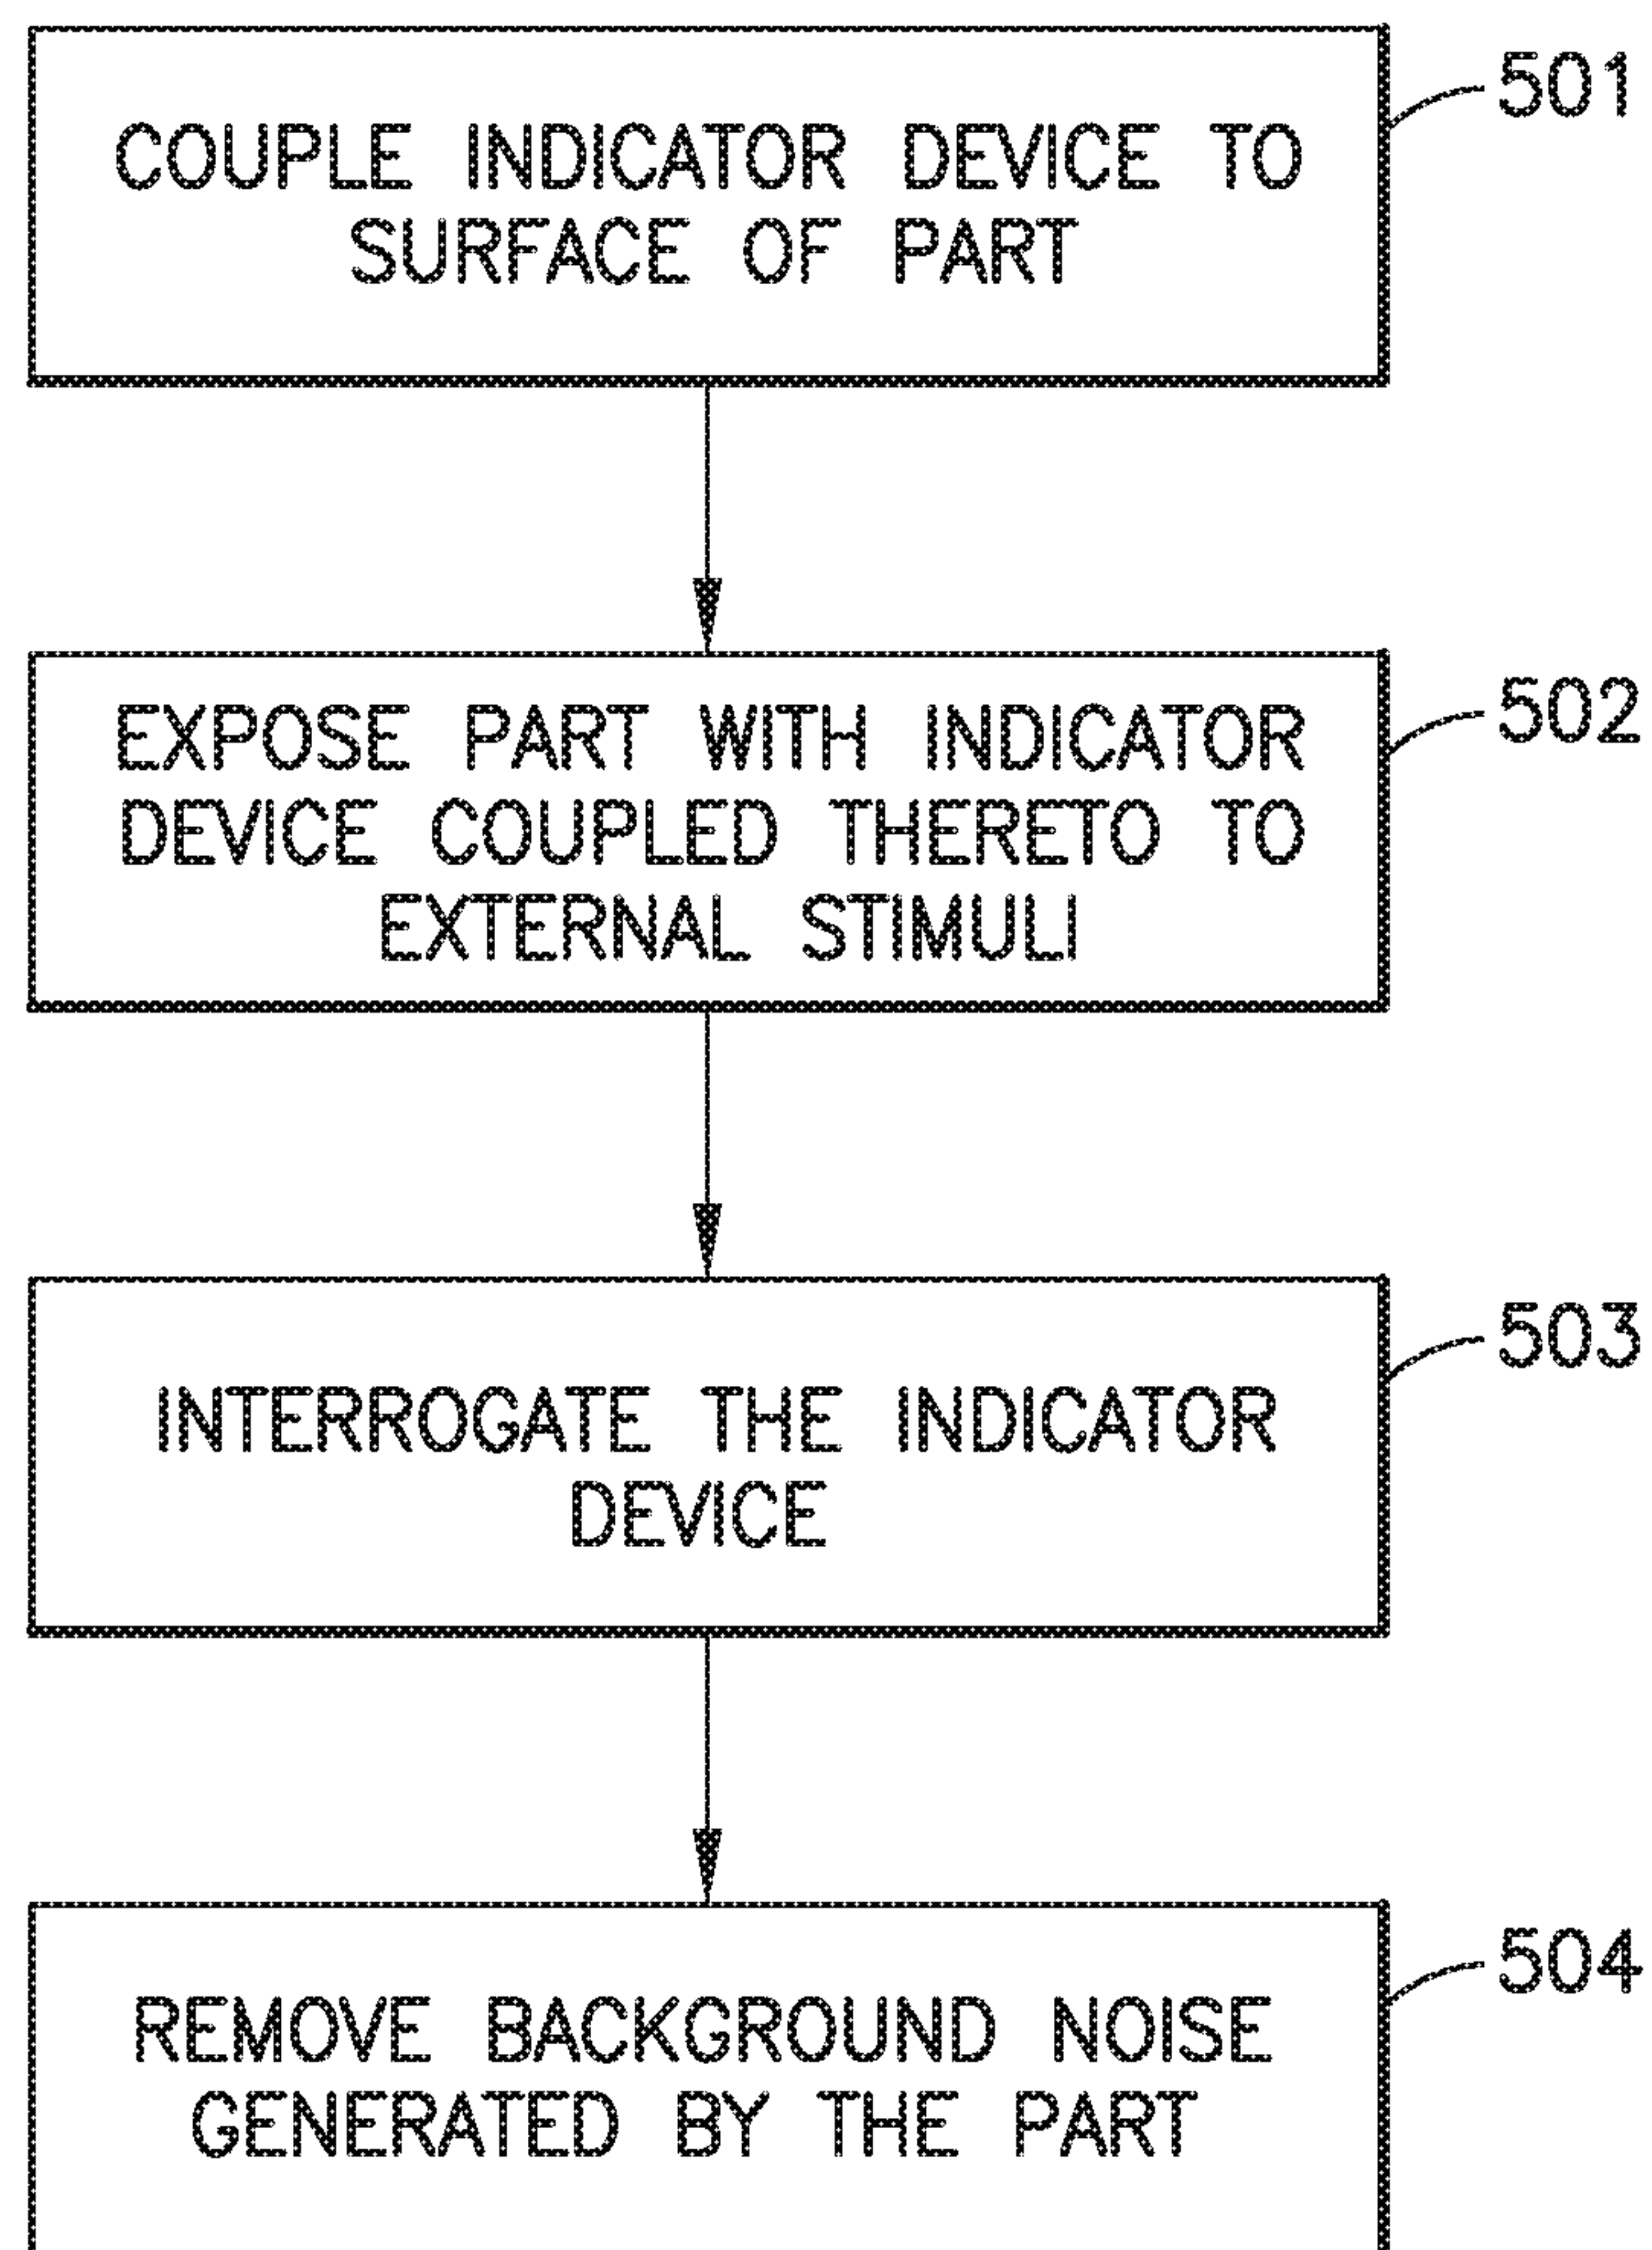 COUPLE INDICATOR DEVICE TO
SURFACE OF PART
501
EXPOSE PART WITH INDICATOR
DEVICE COUPLED THERETO TO
EXTERNAL STIMULI
502
INTERROGATE THE INDICATOR
DEVICE
503
REMOVE BACKGROUND NOISE
GENERATED BY THE PART
504